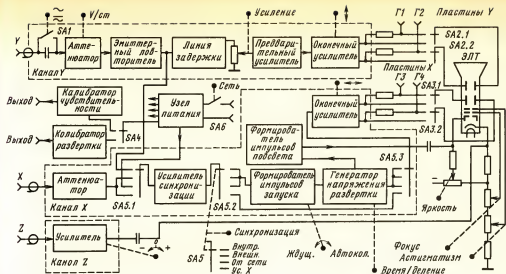 SA1
V/ст
Усиление
Г1 Г2
Пластины Y
Y
Аттенюатор
Эмиттерный повторитель
Линия задержки
Предварительный усилитель
Оконечный усилитель
SA2.1
SA2.2
ЭЛТ
Канал Y
Пластины X
Г3 Г4
Выход
Калибратор чувствительности
SA4
Узел питания
Сеть
SA6
Оконечный усилитель
SA3.1
SA3.2
Выход
Калибратор развертки
Формирователь импульсов подсвета
SA5.3
X
Аттенюатор
SA5.1
Усилитель синхронизации
SA5.2
Формирователь импульсов запуска
Генератор напряжения развертки
Канал X
Яркость
Z
Усилитель
Канал Z
Синхронизация
SA5
Внутр.
Внешн.
От сети
Ус. X
Ждущ.
Автокол.
Время/деление
Фокус
Астигматизм